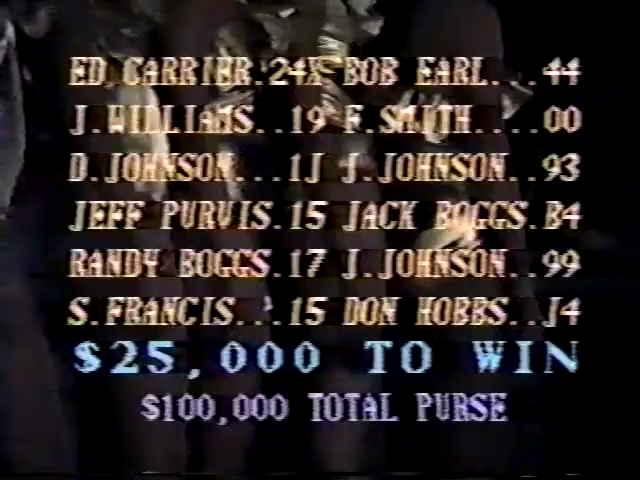 ED CARRIER.24X BOB EARL...44
J.WILLIAMS..19 F.SMITH....00
D.JOHNSON...1J J.JOHNSON..93
JEFF PURVIS.15 JACK BOGGS.B4
RANDY BOGGS.17 J.JOHNSON..99
S.FRANCIS...15 DON HOBBS..J4
$25,000 TO WIN
$100,000 TOTAL PURSE